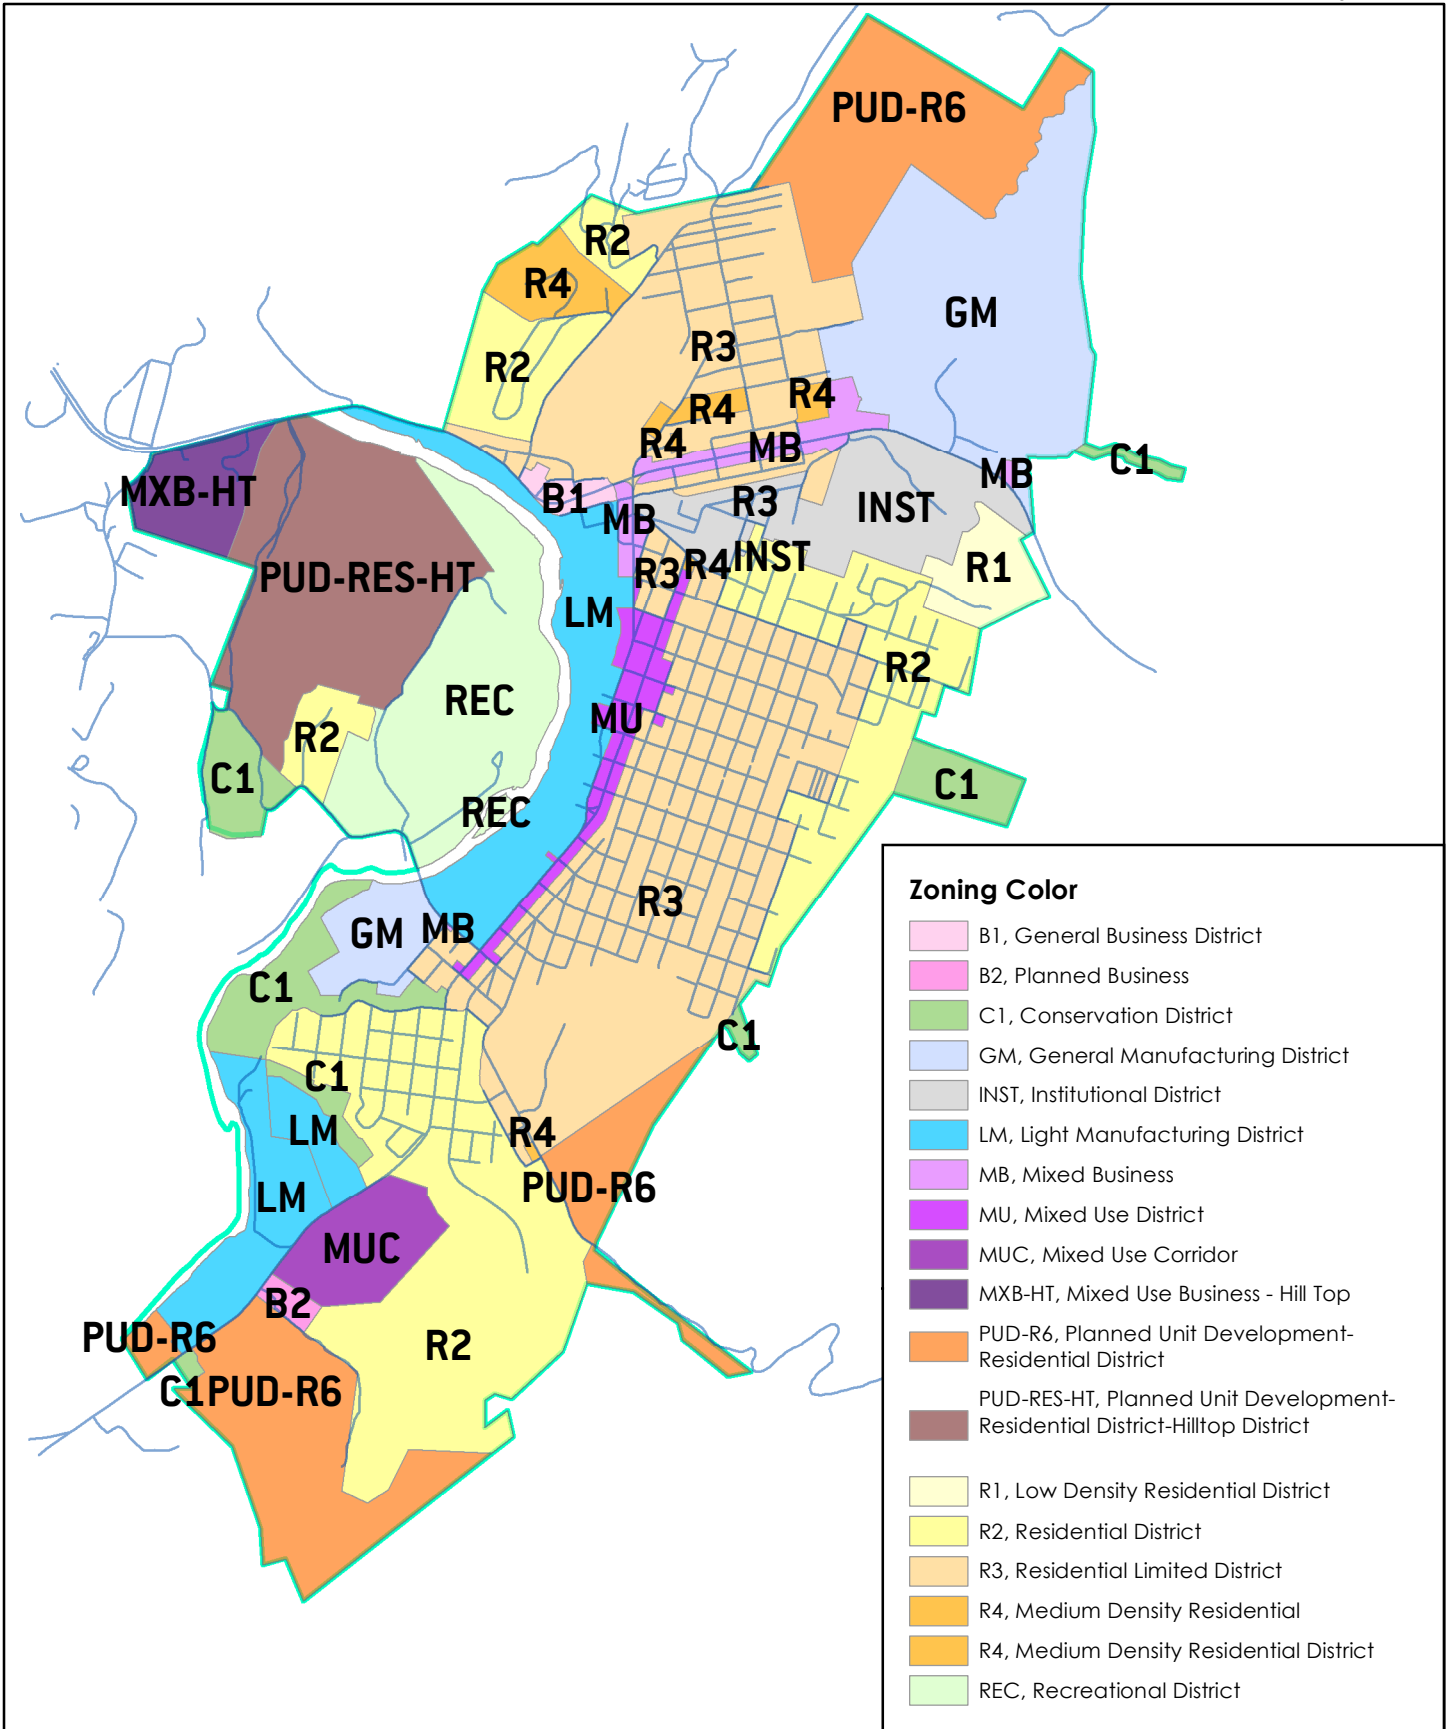 PUD-R6
R2
R4
GM
R3
R2
R4
R4
R4
MB
C1
MB
MXB-HT
B1
R3
INST
MB
INST
R4
R3
R1
PUD-RES-HT
LM
R2
REC
MU
R2
C1
C1
REC
R3
GM
MB
C1
C1
C1
LM
R4
PUD-R6
LM
MUC
B2
PUD-R6
R2
C1
PUD-R6
Zoning Color
B1, General Business District
B2, Planned Business
C1, Conservation District
GM, General Manufacturing District
INST, Institutional District
LM, Light Manufacturing District
MB, Mixed Business
MU, Mixed Use District
MUC, Mixed Use Corridor
MXB-HT, Mixed Use Business - Hill Top
PUD-R6, Planned Unit Development-
Residential District
PUD-RES-HT, Planned Unit Development-
Residential District-Hilltop District
R1, Low Density Residential District
R2, Residential District
R3, Residential Limited District
R4, Medium Density Residential
R4, Medium Density Residential District
REC, Recreational District